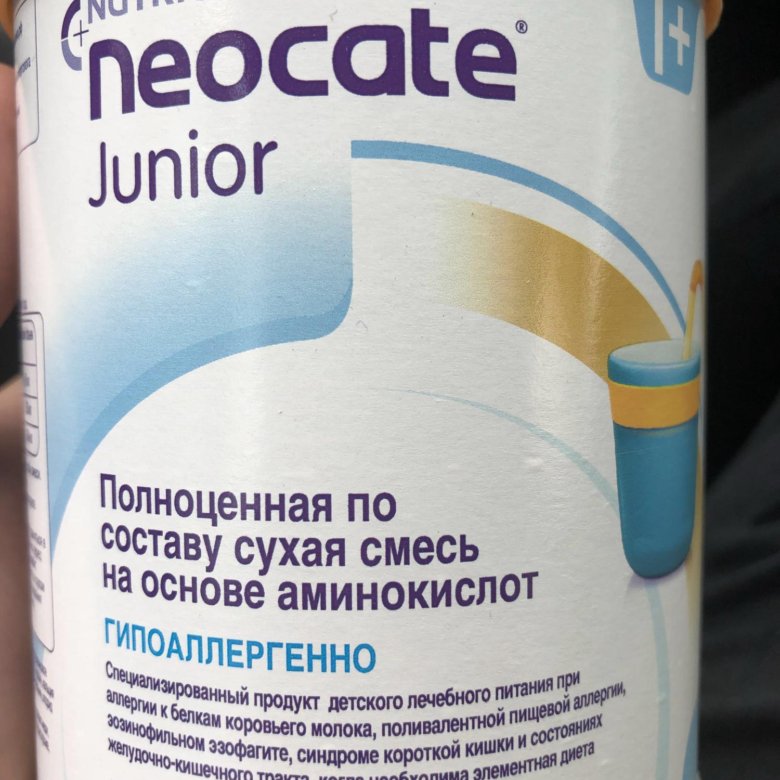 neocate®
Junior
1+
Полноценная по
составу сухая смесь
на основе аминокислот
ГИПОАЛЛЕРГЕННО
Специализированный продукт детского лечебного питания при
аллергии к белкам коровьего молока, поливалентной пищевой аллергии,
эозинофильном эзофагите, синдроме короткой кишки и состояниях
желудочно-кишечного тракта, когда необходима элементная диета